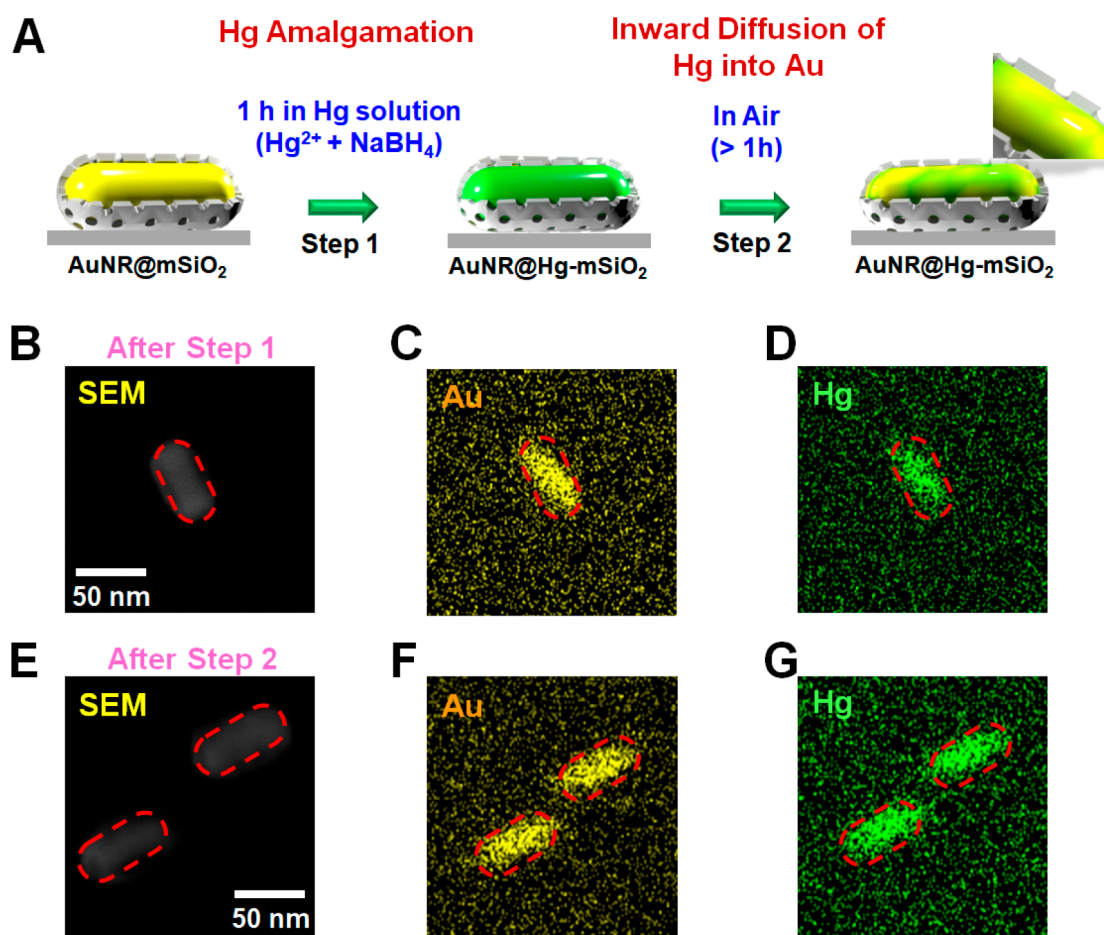 A
Hg Amalgamation
Inward Diffusion of
Hg into Au
1 h in Hg solution
(Hg²⁺ + NaBH₄)
In Air
(> 1h)
Step 1
Step 2
AuNR@mSiO₂
AuNR@Hg-mSiO₂
AuNR@Hg-mSiO₂
B
After Step 1
SEM
50 nm
C
Au
D
Hg
E
After Step 2
SEM
50 nm
F
Au
G
Hg